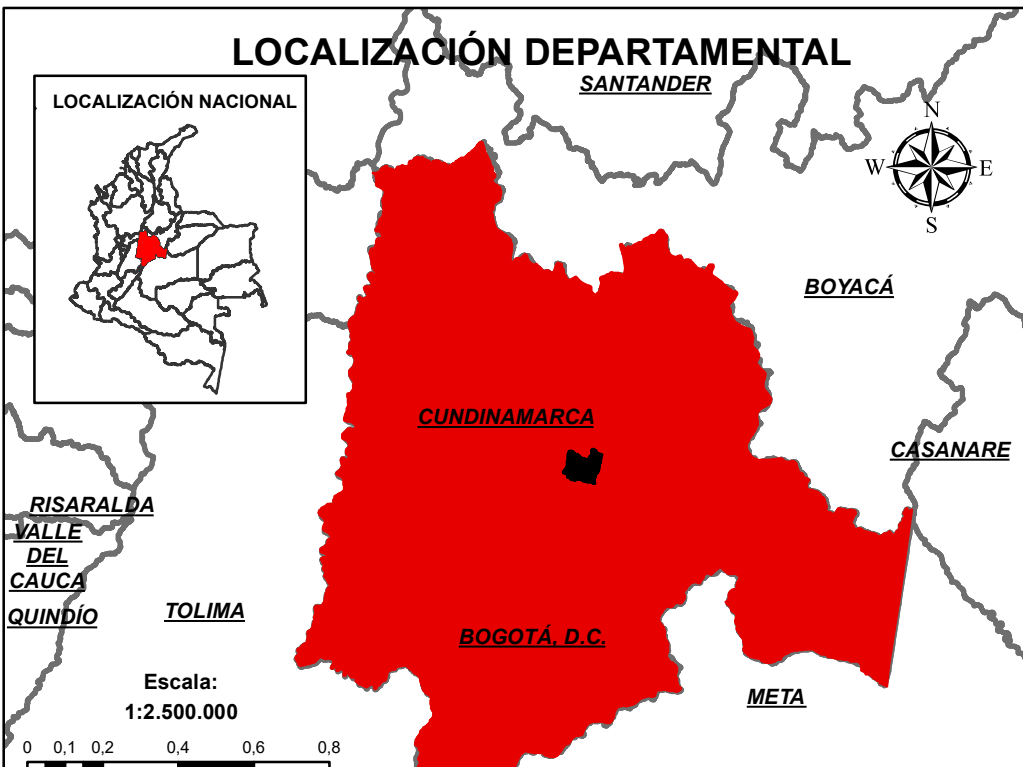 LOCALIZACIÓN DEPARTAMENTAL
SANTANDER
LOCALIZACIÓN NACIONAL
N
W
E
S
BOYACÁ
CUNDINAMARCA
CASANARE
RISARALDA
VALLE
DEL
CAUCA
QUINDÍO
TOLIMA
BOGOTÁ, D.C.
META
Escala:
1:2.500.000
0 0,1 0,2 0,4 0,6 0,8